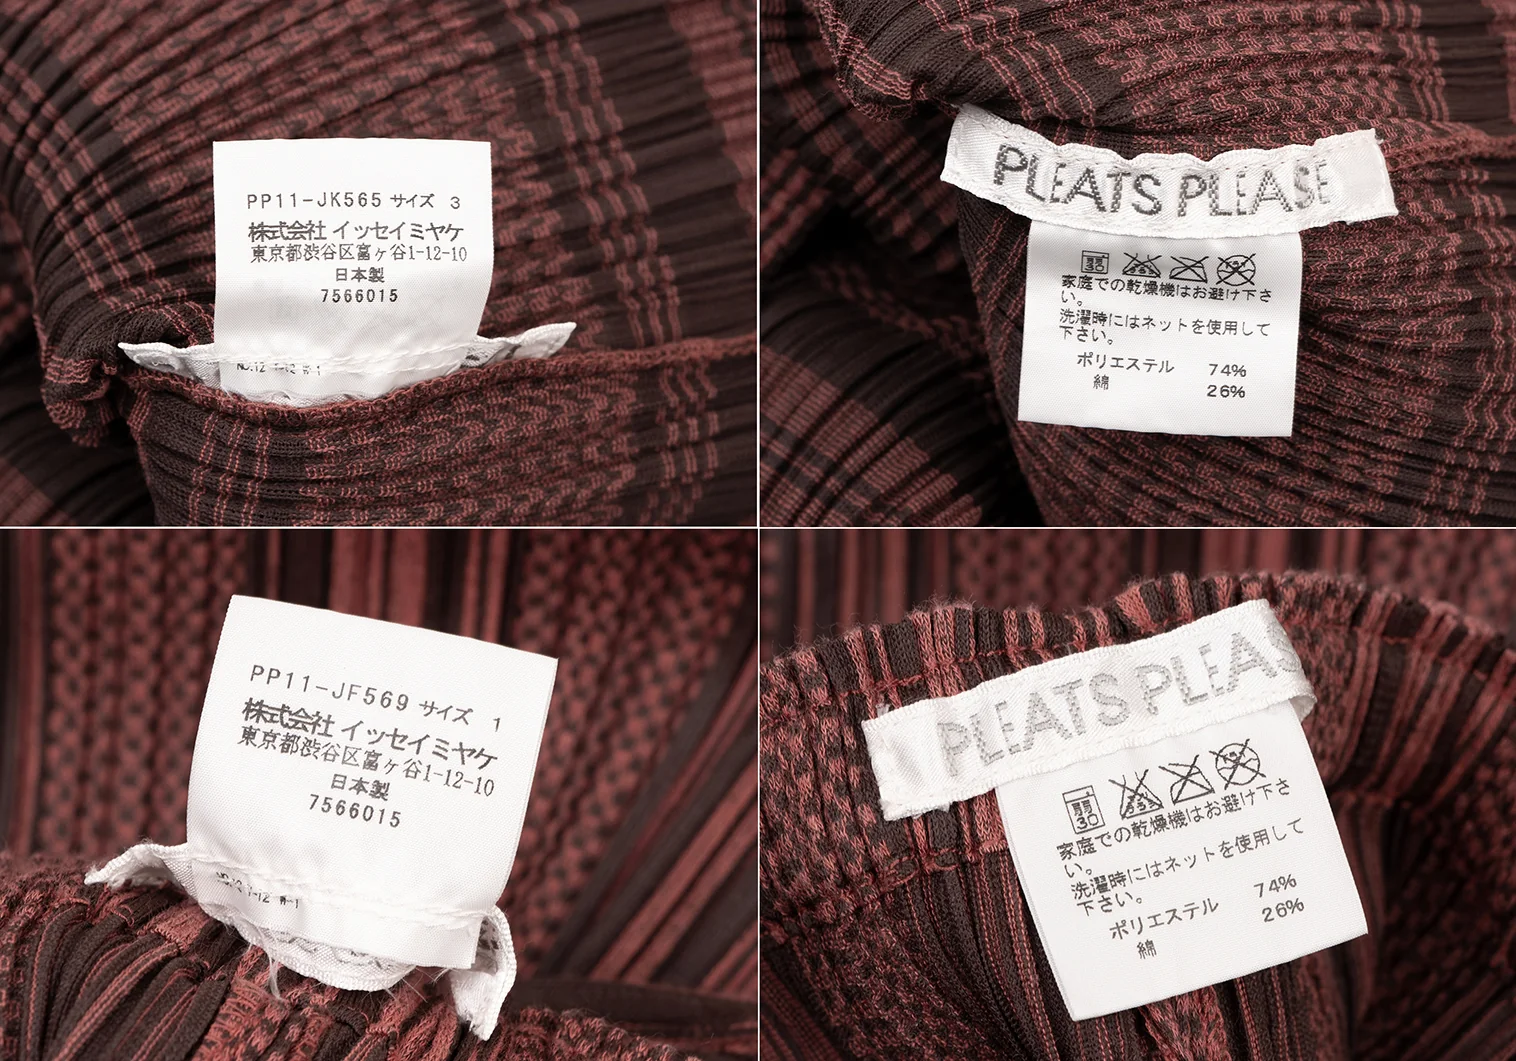 PP11-JK565 サイズ 3
株式会社 イッセイミヤケ
東京都渋谷区富ヶ谷1-12-10
日本製
7566015
PLEATS PLEASE
30
家庭での乾燥機はお避け下さ
い。
洗濯時にはネットを使用して
下さい。
ポリエステル 74%
綿 26%
PP11-JF569 サイズ 1
株式会社 イッセイミヤケ
東京都渋谷区富ヶ谷1-12-10
日本製
7566015
PLEATS PLEAS
30
家庭での乾燥機はお避け下さ
い。
洗濯時にはネットを使用して
下さい。
ポリエステル 74%
綿 26%